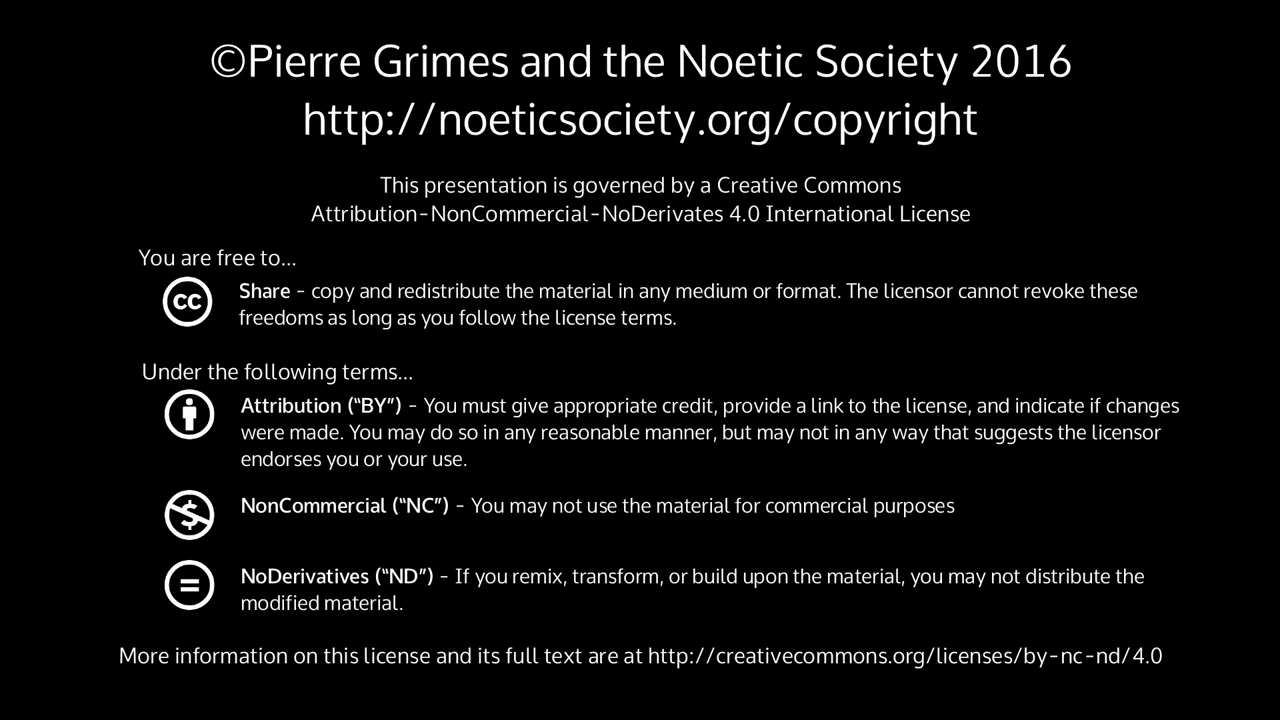 ©Pierre Grimes and the Noetic Society 2016
http://noeticsociety.org/copyright
This presentation is governed by a Creative Commons
Attribution-NonCommercial-NoDerivates 4.0 International License
You are free to...
cc
Share - copy and redistribute the material in any medium or format. The licensor cannot revoke these
freedoms as long as you follow the license terms.
Under the following terms...
Attribution (“BY”) - You must give appropriate credit, provide a link to the license, and indicate if changes
were made. You may do so in any reasonable manner, but may not in any way that suggests the licensor
endorses you or your use.
$
NonCommercial (“NC”) - You may not use the material for commercial purposes
=
NoDerivatives (“ND”) - If you remix, transform, or build upon the material, you may not distribute the
modified material.
More information on this license and its full text are at http://creativecommons.org/licenses/by-nc-nd/4.0